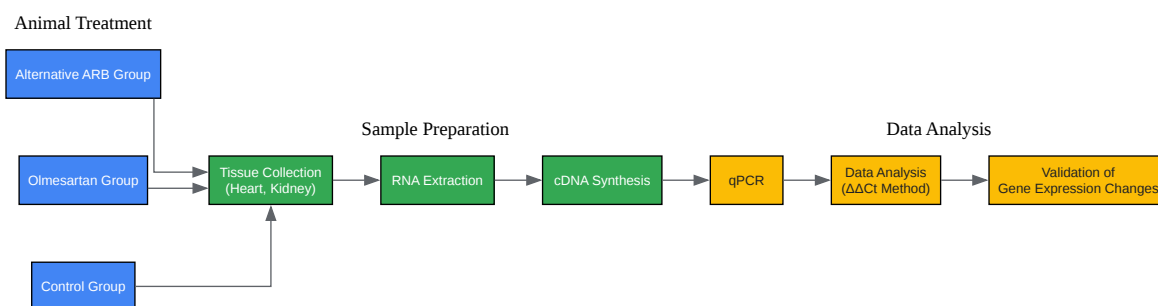 Animal Treatment
Alternative ARB Group
Sample Preparation
Data Analysis
Olmesartan Group
Tissue Collection
(Heart, Kidney)
RNA Extraction
cDNA Synthesis
qPCR
Data Analysis
(ΔΔCt Method)
Validation of
Gene Expression Changes
Control Group